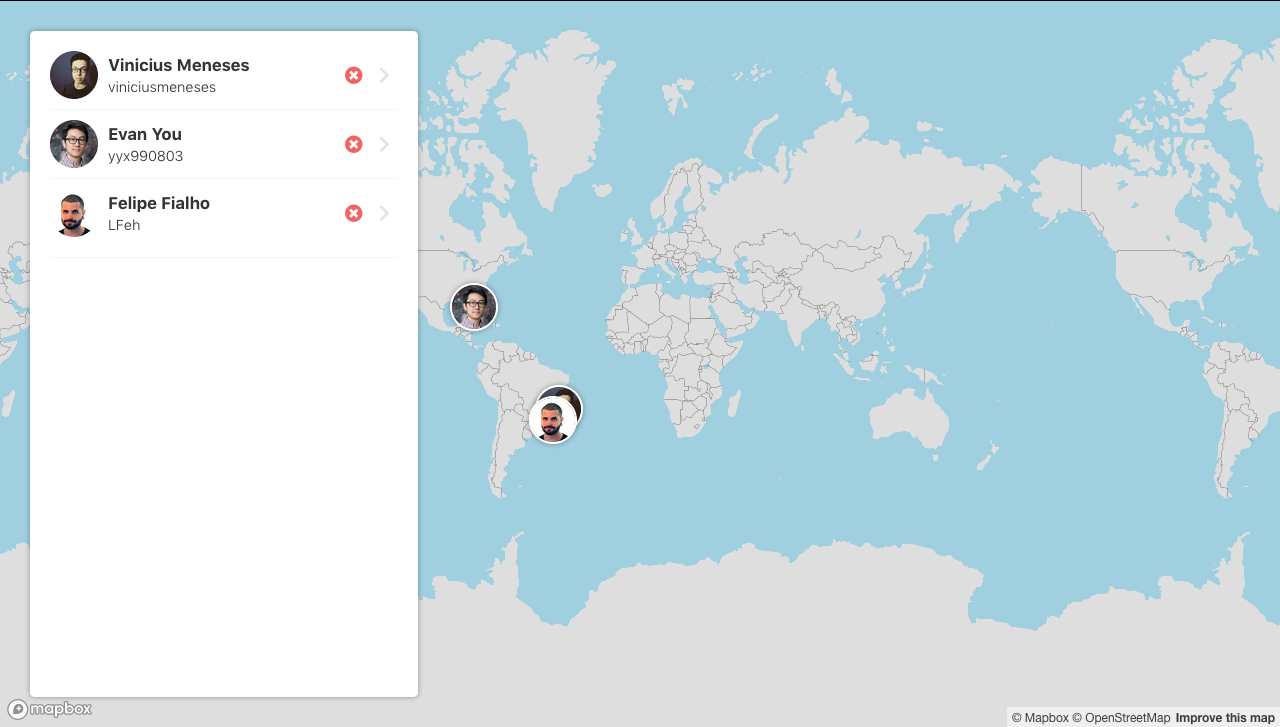 Vinicius Meneses
viniciusmeneses
Evan You
yyx990803
Felipe Fialho
LFeh
mapbox
© Mapbox © OpenStreetMap Improve this map